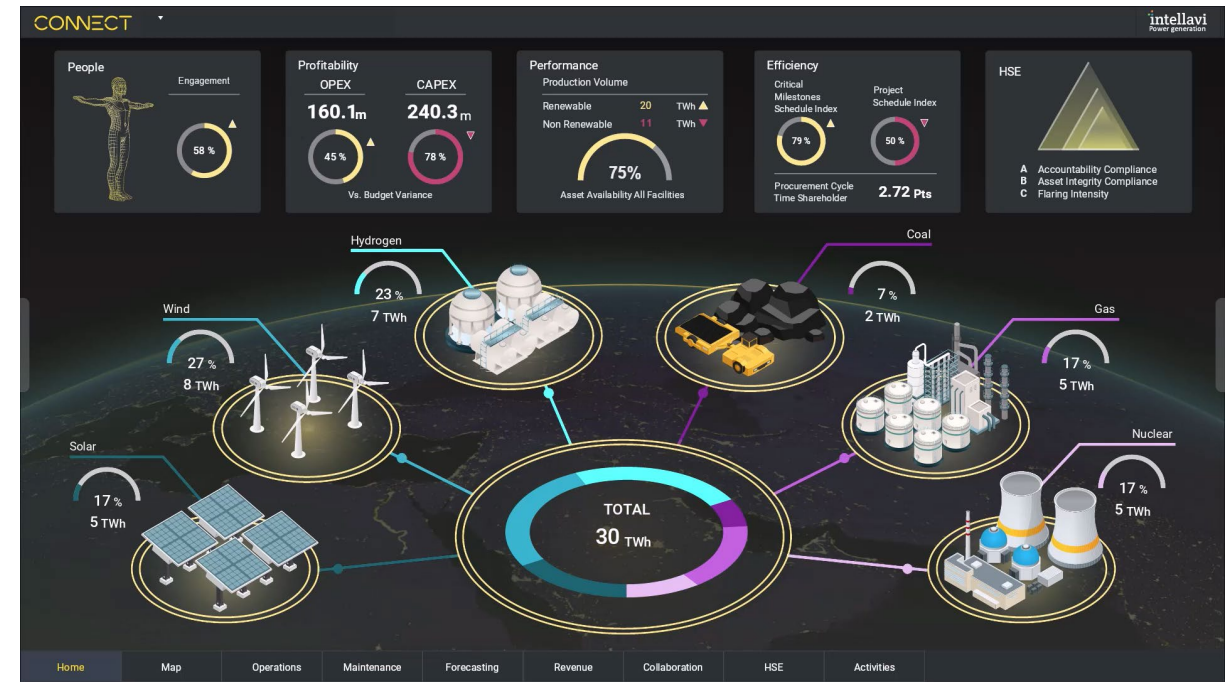 CONNECT
intellavi
Power generation
People
Engagement
58 %
Profitability
OPEX
CAPEX
160.1m
240.3 m
45 %
78 %
Vs. Budget Variance
Performance
Production Volume
Renewable 20 TWh
Non Renewable 11 TWh
75%
Asset Availability All Facilities
Efficiency
Critical
Milestones
Schedule Index
Project
Schedule Index
79 %
50 %
Procurement Cycle
Time Shareholder
2.72 Pts
HSE
A Accountability Compliance
B Asset Integrity Compliance
C Flaring Intensity
Hydrogen
23 %
7 TWh
Coal
7 %
2 TWh
Wind
27 %
8 TWh
Gas
17 %
5 TWh
Solar
17 %
5 TWh
Nuclear
17 %
5 TWh
TOTAL
30 TWh
Home
Map
Operations
Maintenance
Forecasting
Revenue
Collaboration
HSE
Activities